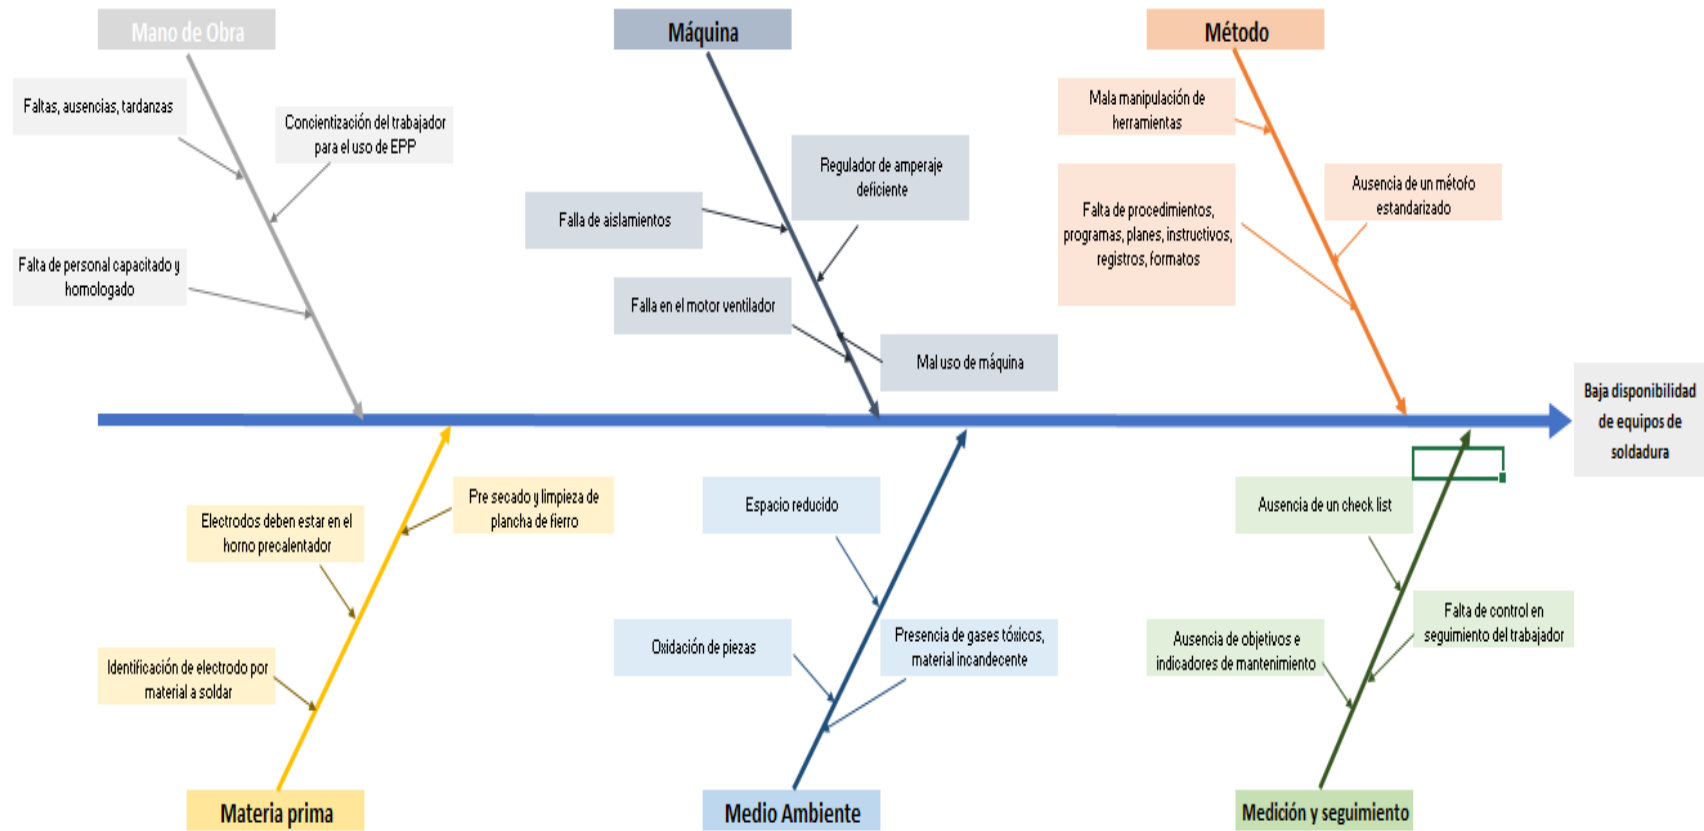 Mano de Obra
Máquina
Método
Faltas, ausencias, tardanzas
Concientización del trabajador
para el uso de EPP
Falta de personal capacitado y
homologado
Regulador de amperaje
deficiente
Falla de aislamientos
Falla en el motor ventilador
Mal uso de máquina
Mala manipulación de
herramientas
Ausencia de un métofo
estandarizado
Falta de procedimientos,
programas, planes, instructivos,
registros, formatos
Baja disponibilidad
de equipos de
soldadura
Pre secado y limpieza de
plancha de fierro
Electrodos deben estar en el
horno precalentador
Identificación de electrodo por
material a soldar
Espacio reducido
Oxidación de piezas
Presencia de gases tóxicos,
material incandecente
Ausencia de un check list
Falta de control en
seguimiento del trabajador
Ausencia de objetivos e
indicadores de mantenimiento
Materia prima
Medio Ambiente
Medición y seguimiento